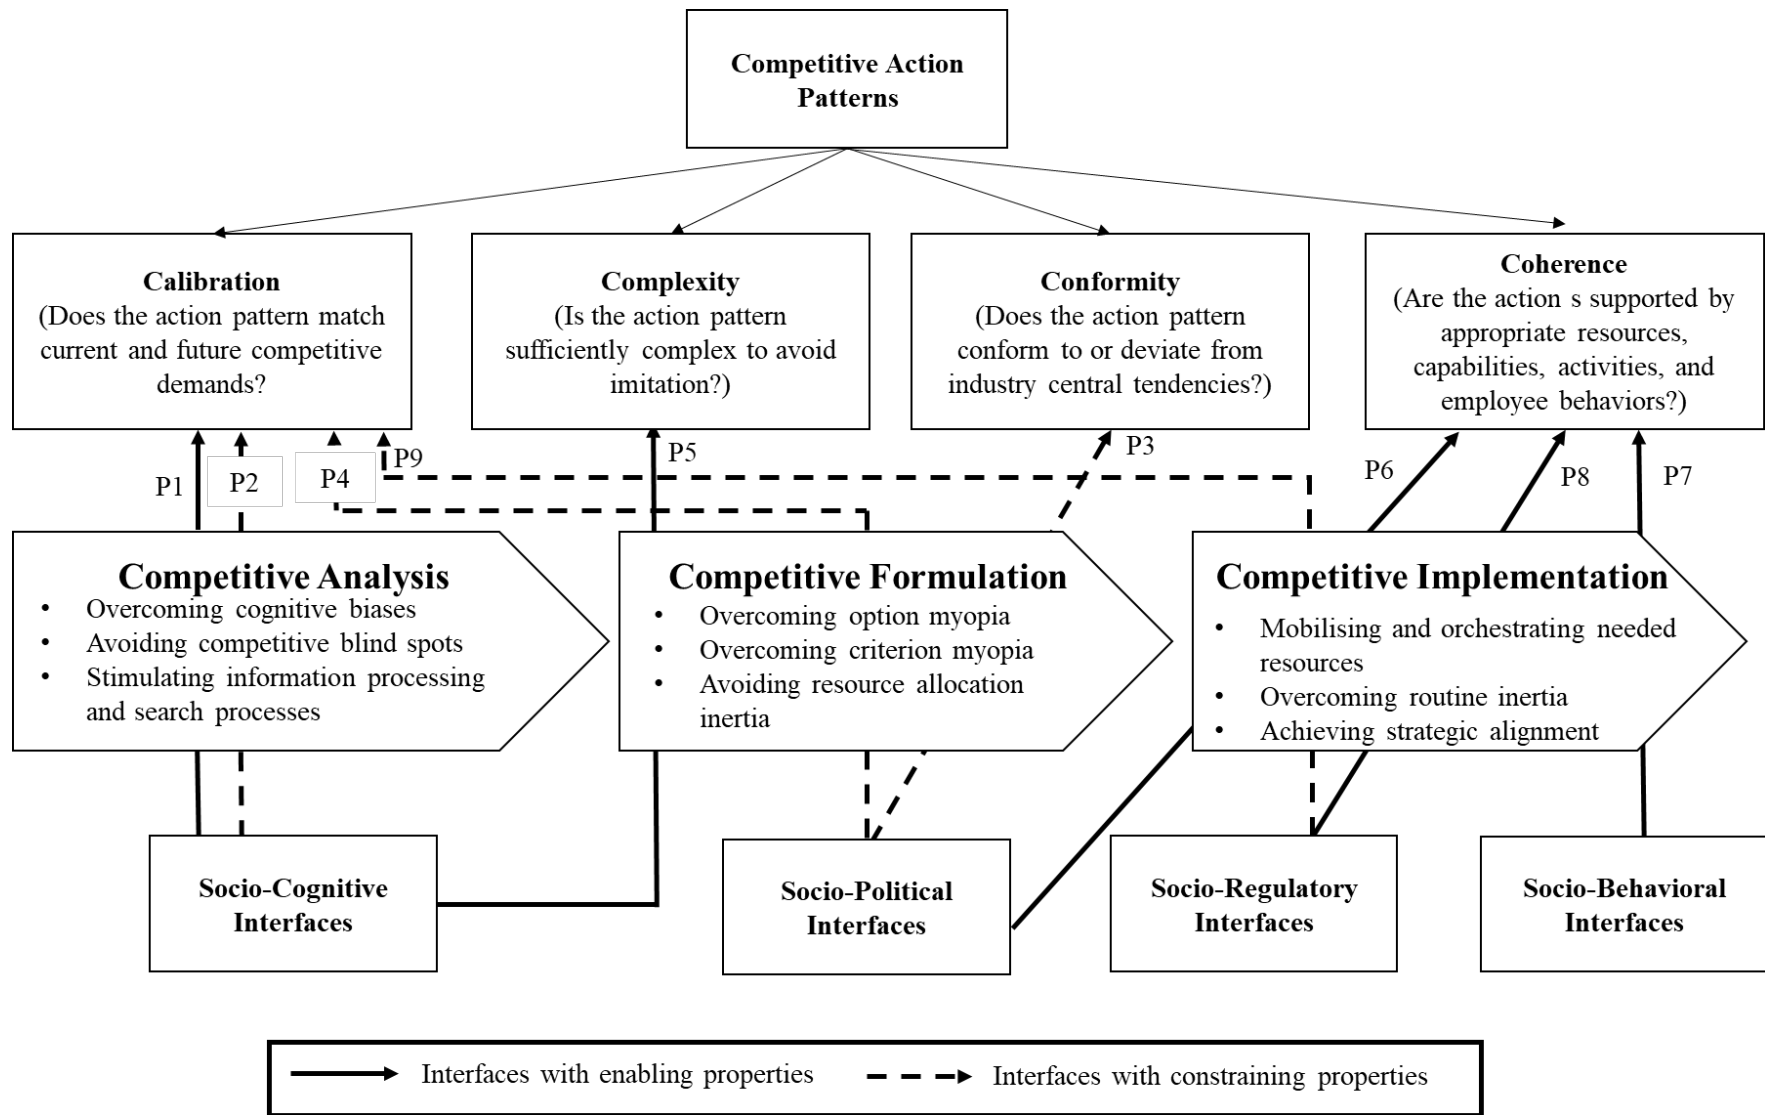 Competitive Action
Patterns
Calibration
(Does the action pattern match
current and future competitive
demands?
Complexity
(Is the action pattern
sufficiently complex to avoid
imitation?)
Conformity
(Does the action pattern
conform to or deviate from
industry central tendencies?)
Coherence
(Are the action s supported by
appropriate resources,
capabilities, activities, and
employee behaviors?)
P1
P2
P4
P9
P5
P3
P6
P8
P7
Competitive Analysis
• Overcoming cognitive biases
• Avoiding competitive blind spots
• Stimulating information processing
and search processes
Competitive Formulation
• Overcoming option myopia
• Overcoming criterion myopia
• Avoiding resource allocation
inertia
Competitive Implementation
• Mobilising and orchestrating needed
resources
• Overcoming routine inertia
• Achieving strategic alignment
Socio-Cognitive
Interfaces
Socio-Political
Interfaces
Socio-Regulatory
Interfaces
Socio-Behavioral
Interfaces
Interfaces with enabling properties
Interfaces with constraining properties